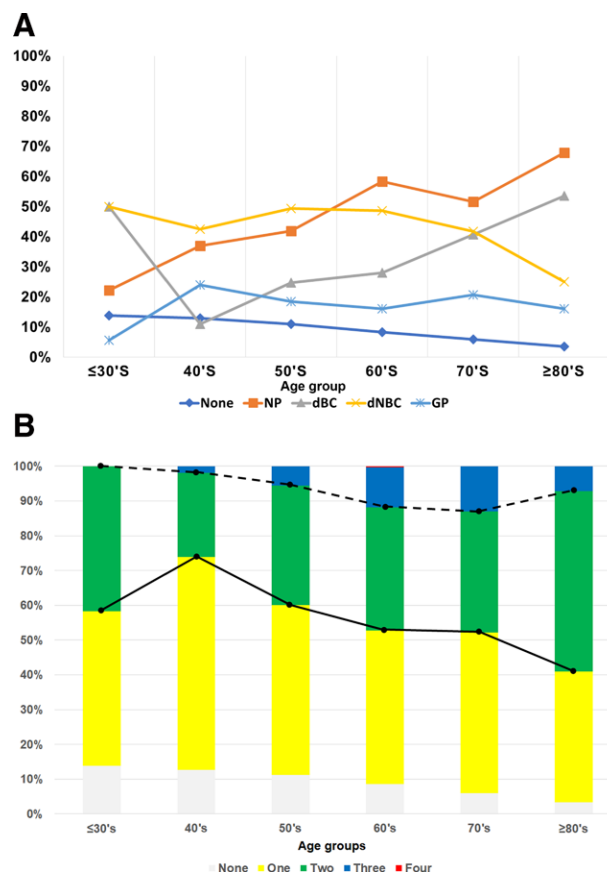 A
100%
90%
80%
70%
60%
50%
40%
30%
20%
10%
0%
≤30'S 40'S 50'S 60'S 70'S ≥80'S
Age group
None NP dBC dNBC GP
B
100%
90%
80%
70%
60%
50%
40%
30%
20%
10%
0%
≤30's 40's 50's 60's 70's ≥80's
Age groups
None One Two Three Four